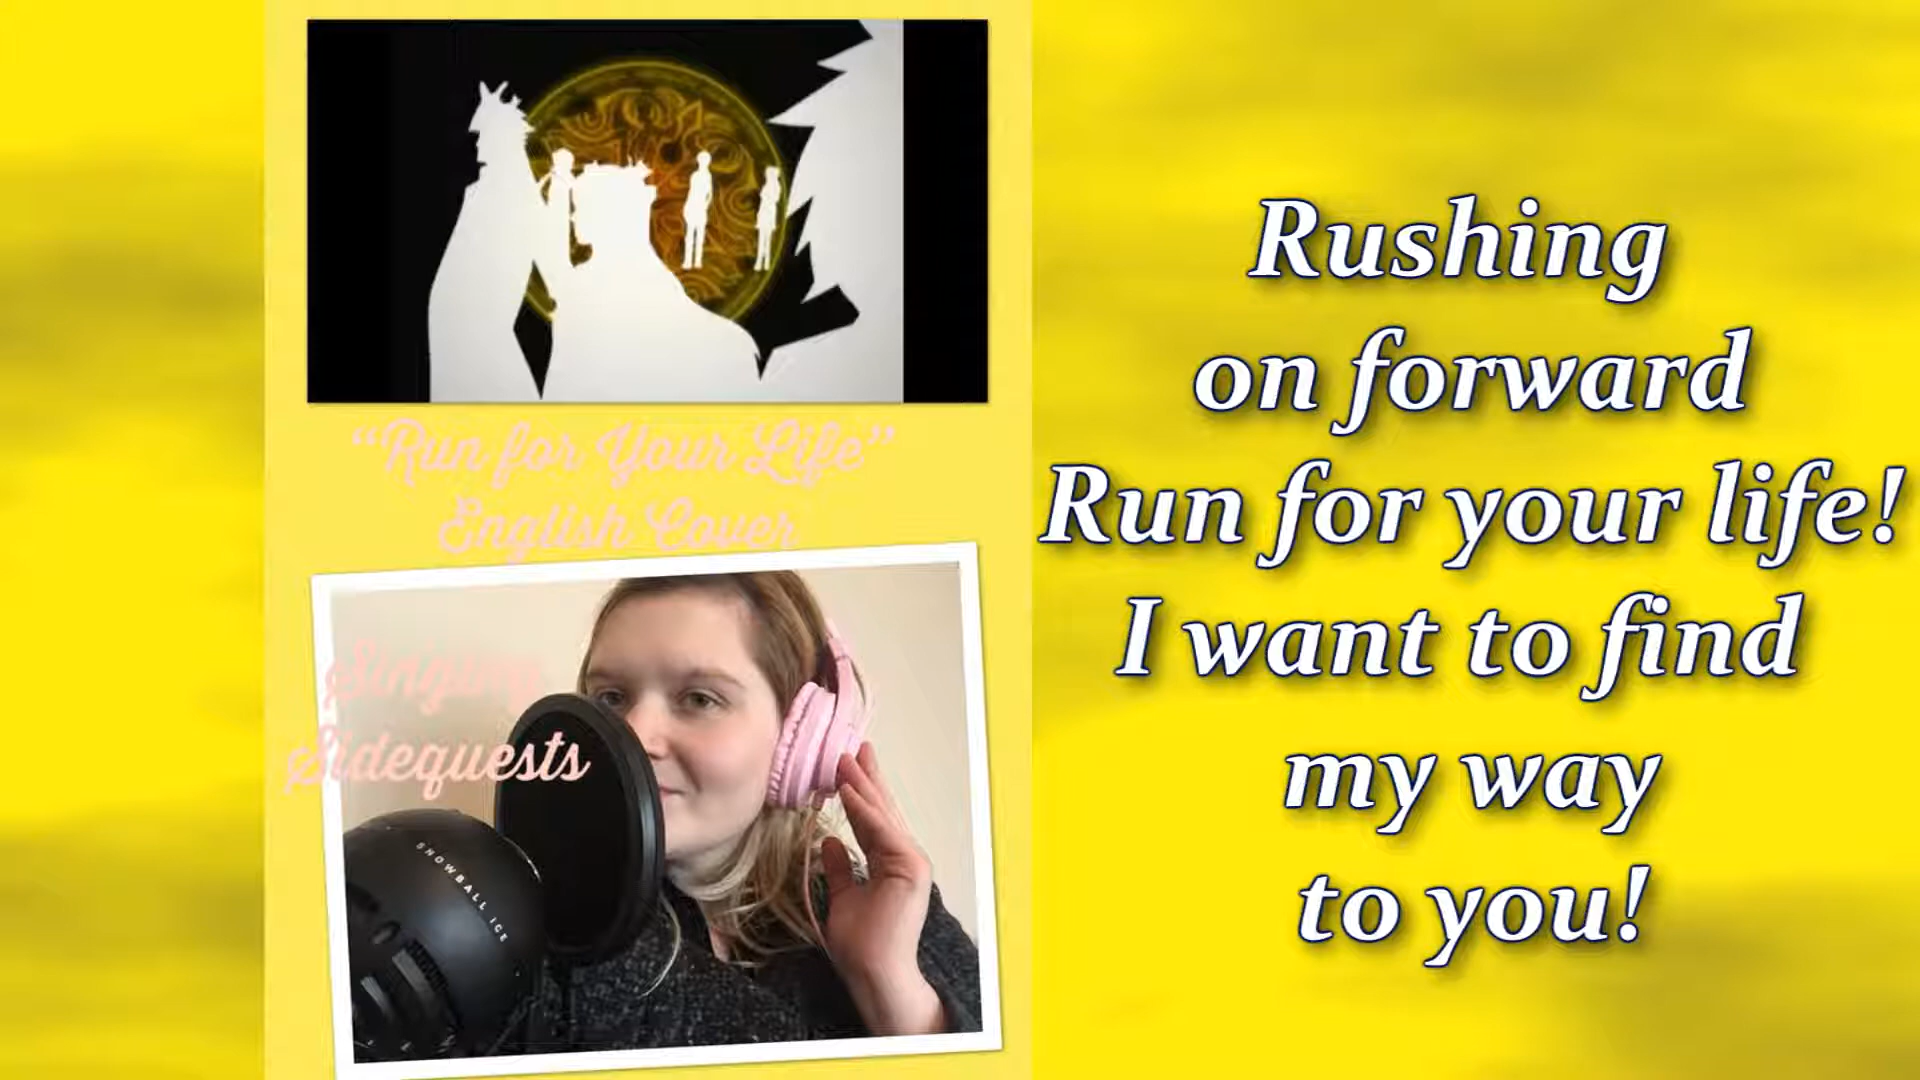 “Run for Your Life”
English Cover
Singing
Sidequests
SNOWBALL ICE
Rushing
on forward
Run for your life!
I want to find
my way
to you!